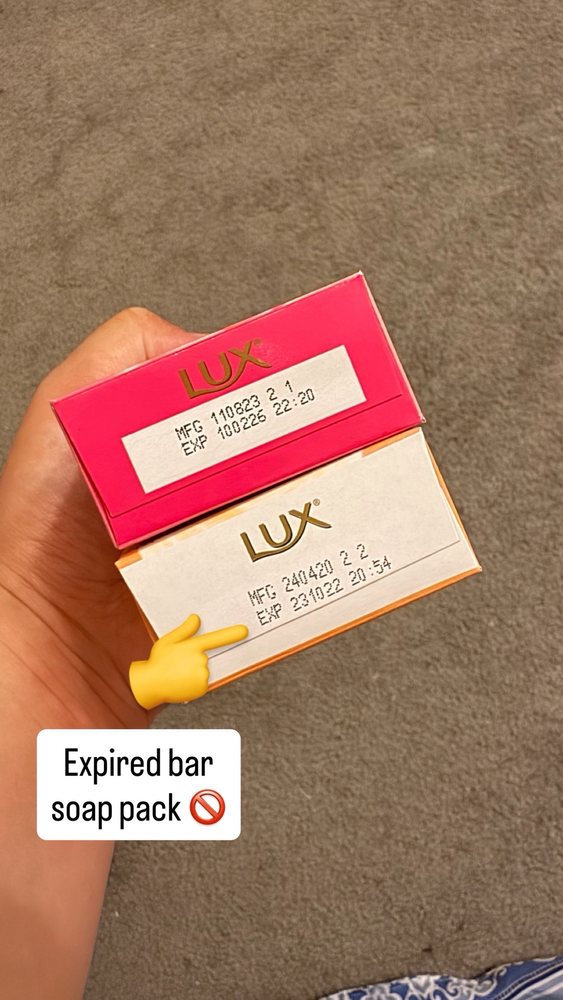 LUX
MFG 110823 2 1
EXP 100226 22:20
LUX®
MFG 240420 2 2
EXP 231022 20:54
Expired bar
soap pack 🚫